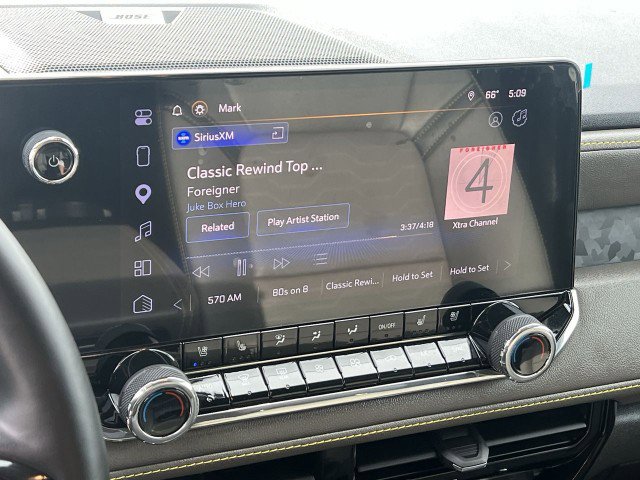 BOSE
Mark
66°
5:09
SiriusXM
Classic Rewind Top ...
Foreigner
Juke Box Hero
Related
Play Artist Station
3:37/4:18
FOREIGNER
4
Xtra Channel
570 AM
80s on 8
Classic Rewi...
Hold to Set
Hold to Set
ON/OFF